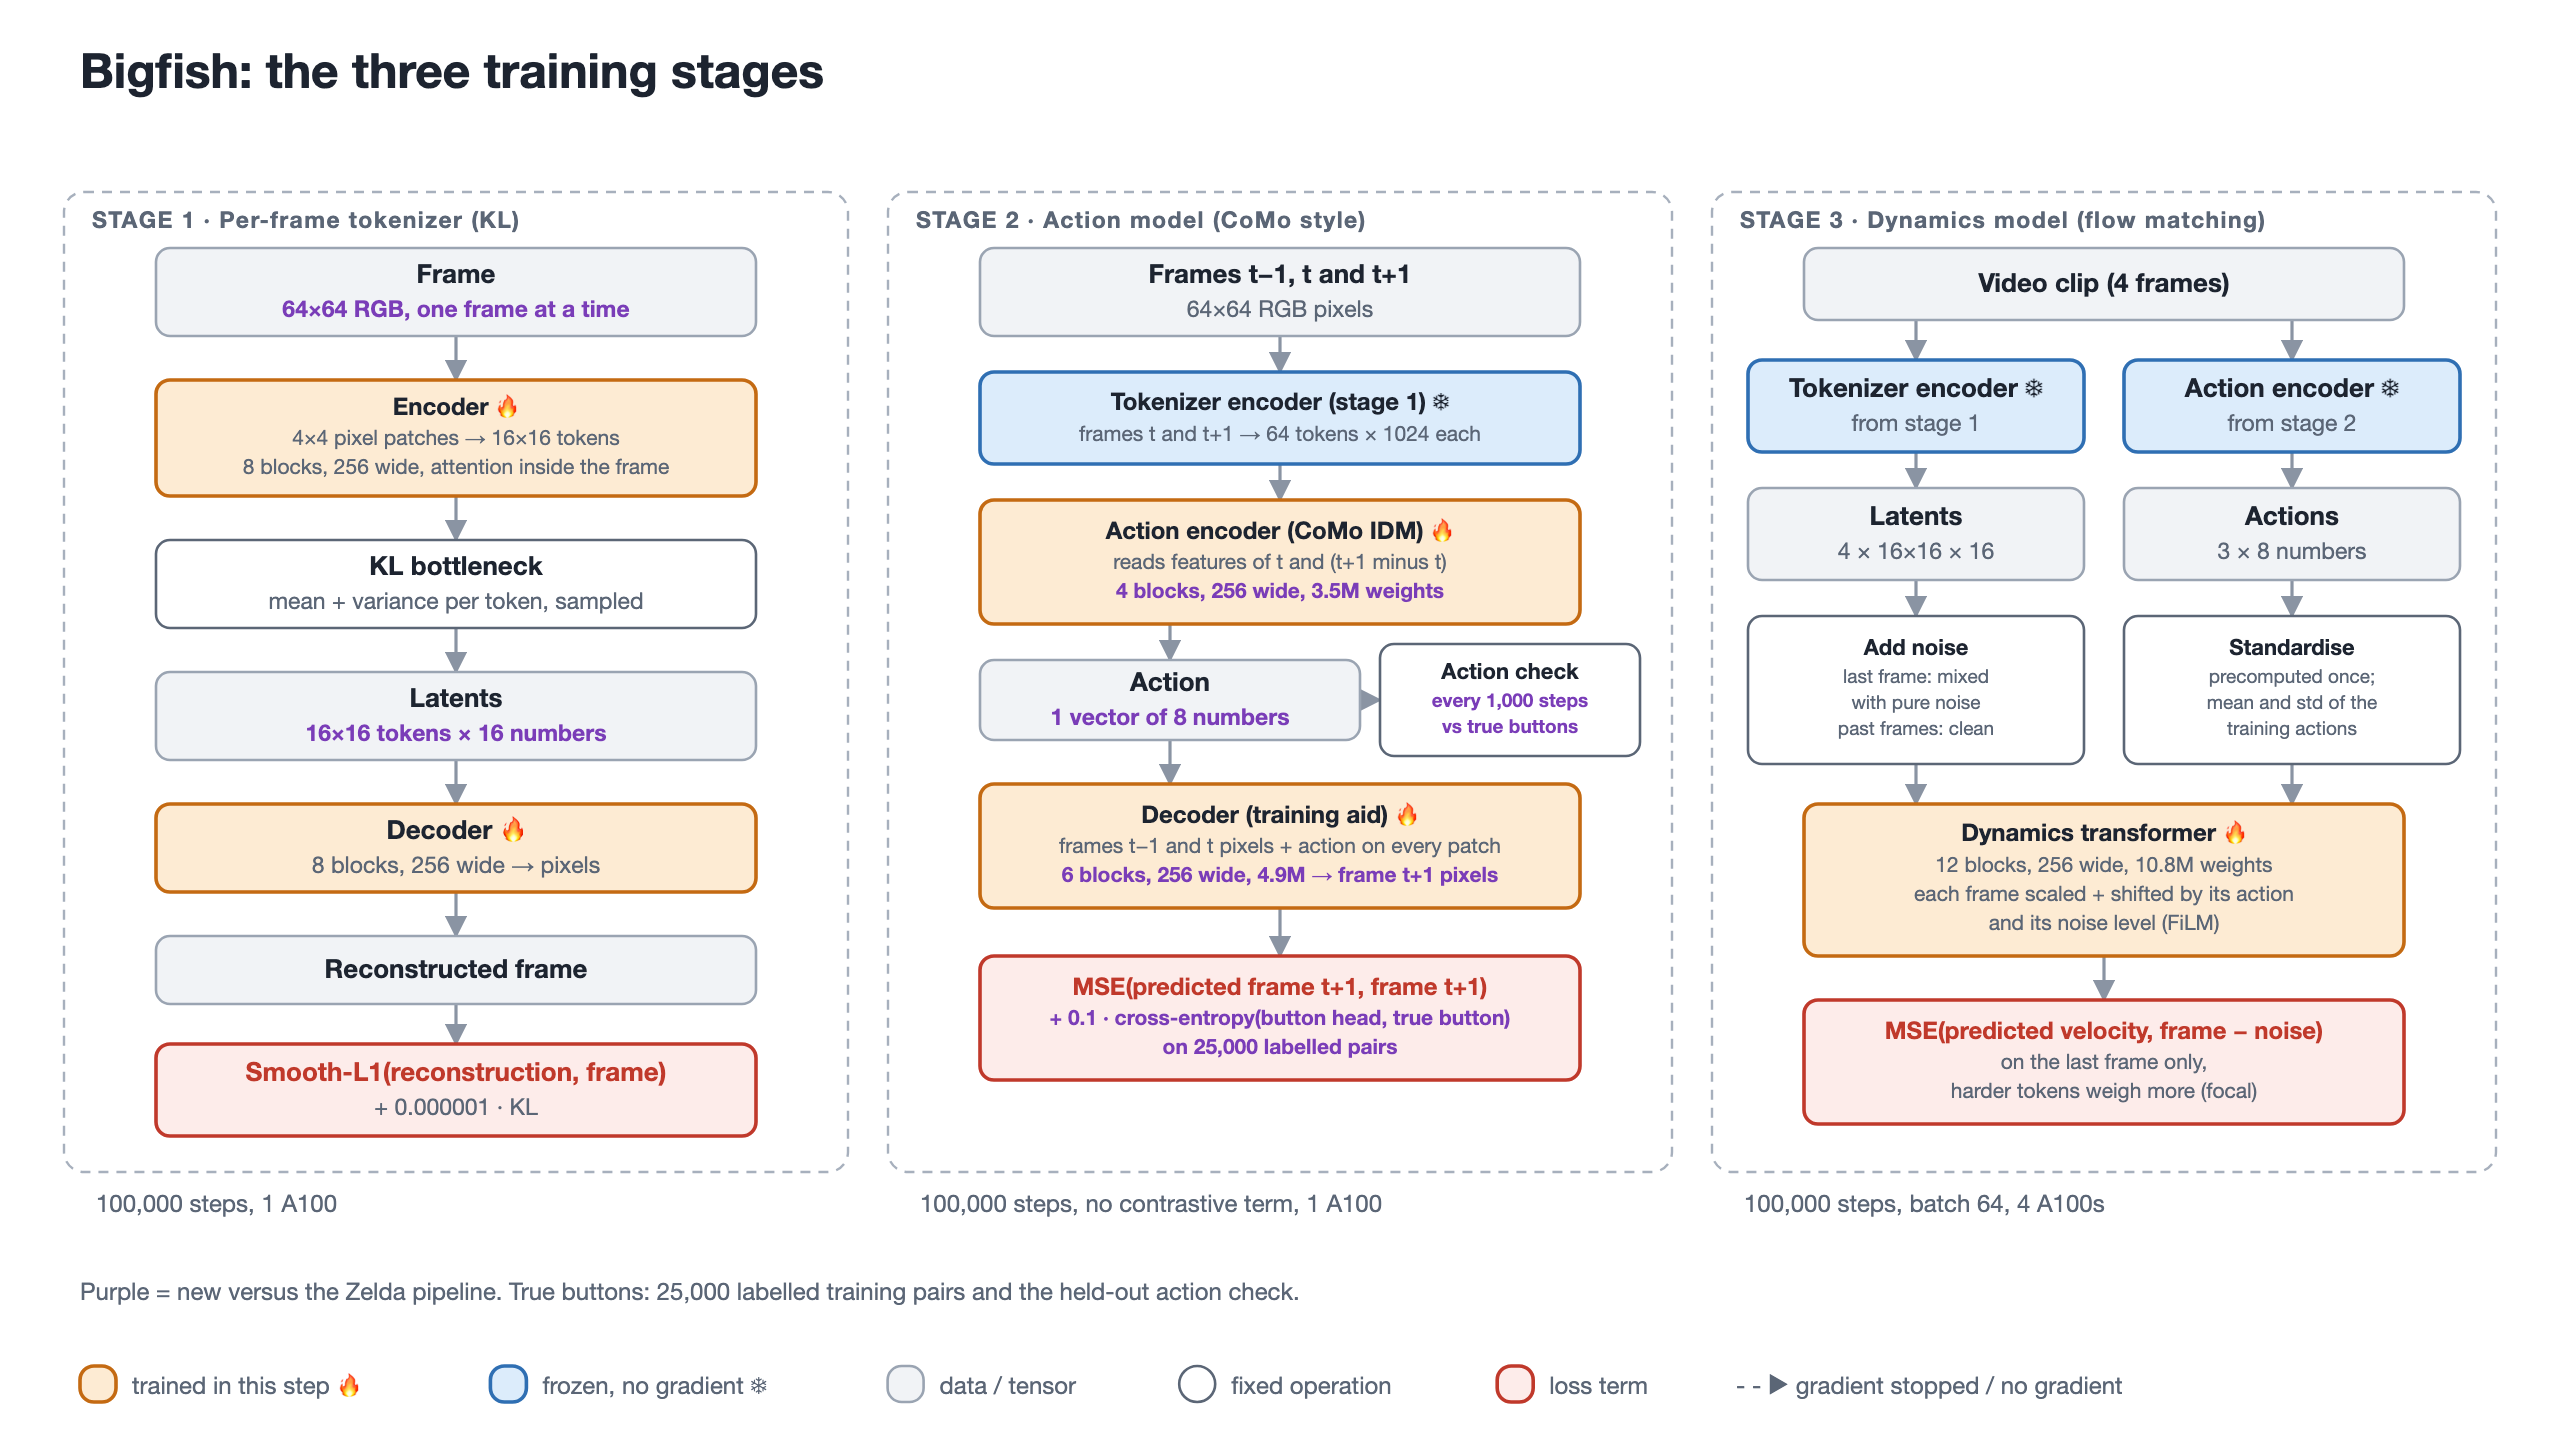 Bigfish: the three training stages
STAGE 1 · Per-frame tokenizer (KL)
Frame
64×64 RGB, one frame at a time
Encoder 🔥
4×4 pixel patches → 16×16 tokens
8 blocks, 256 wide, attention inside the frame
KL bottleneck
mean + variance per token, sampled
Latents
16×16 tokens × 16 numbers
Decoder 🔥
8 blocks, 256 wide → pixels
Reconstructed frame
Smooth-L1(reconstruction, frame)
+ 0.000001 · KL
100,000 steps, 1 A100
STAGE 2 · Action model (CoMo style)
Frames t−1, t and t+1
64×64 RGB pixels
Tokenizer encoder (stage 1) ❄
frames t and t+1 → 64 tokens × 1024 each
Action encoder (CoMo IDM) 🔥
reads features of t and (t+1 minus t)
4 blocks, 256 wide, 3.5M weights
Action
1 vector of 8 numbers
Action check
every 1,000 steps
vs true buttons
Decoder (training aid) 🔥
frames t−1 and t pixels + action on every patch
6 blocks, 256 wide, 4.9M → frame t+1 pixels
MSE(predicted frame t+1, frame t+1)
+ 0.1 · cross-entropy(button head, true button)
on 25,000 labelled pairs
100,000 steps, no contrastive term, 1 A100
STAGE 3 · Dynamics model (flow matching)
Video clip (4 frames)
Tokenizer encoder ❄
from stage 1
Action encoder ❄
from stage 2
Latents
4 × 16×16 × 16
Actions
3 × 8 numbers
Add noise
last frame: mixed
with pure noise
past frames: clean
Standardise
precomputed once;
mean and std of the
training actions
Dynamics transformer 🔥
12 blocks, 256 wide, 10.8M weights
each frame scaled + shifted by its action
and its noise level (FiLM)
MSE(predicted velocity, frame − noise)
on the last frame only,
harder tokens weigh more (focal)
100,000 steps, batch 64, 4 A100s
Purple = new versus the Zelda pipeline. True buttons: 25,000 labelled training pairs and the held-out action check.
trained in this step 🔥
frozen, no gradient ❄
data / tensor
fixed operation
loss term
gradient stopped / no gradient